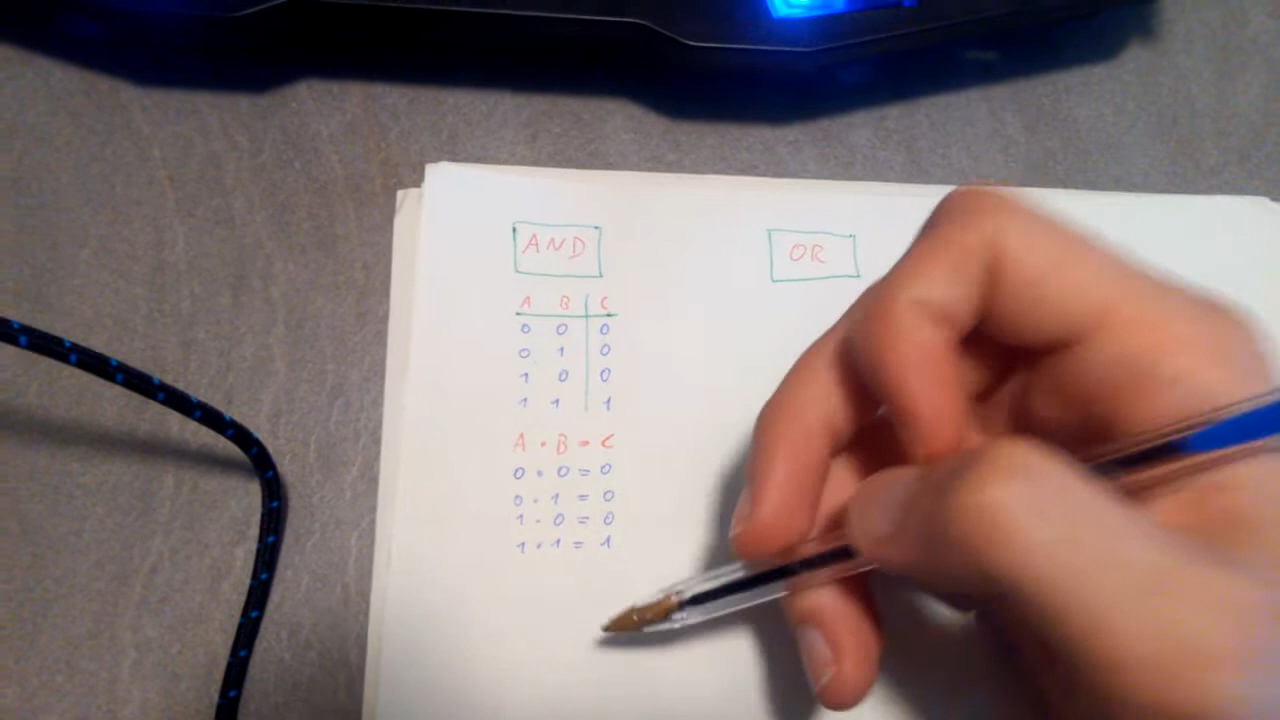 AND
A B C
0 0 0
0 1 0
1 0 0
1 1 1
A · B = C
0 · 0 = 0
0 · 1 = 0
1 · 0 = 0
1 · 1 = 1
OR